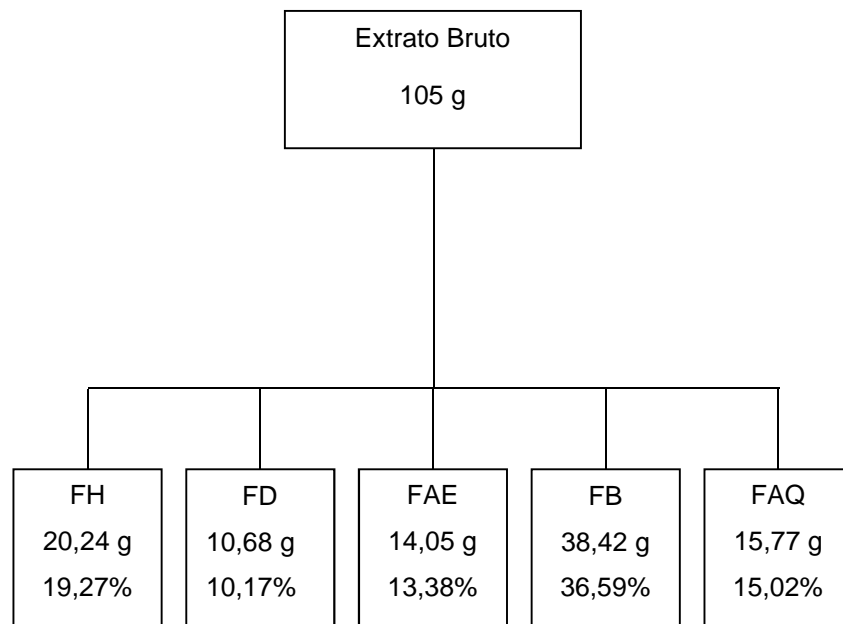 Extrato Bruto
105 g
FH
20,24 g
19,27%
FD
10,68 g
10,17%
FAE
14,05 g
13,38%
FB
38,42 g
36,59%
FAQ
15,77 g
15,02%